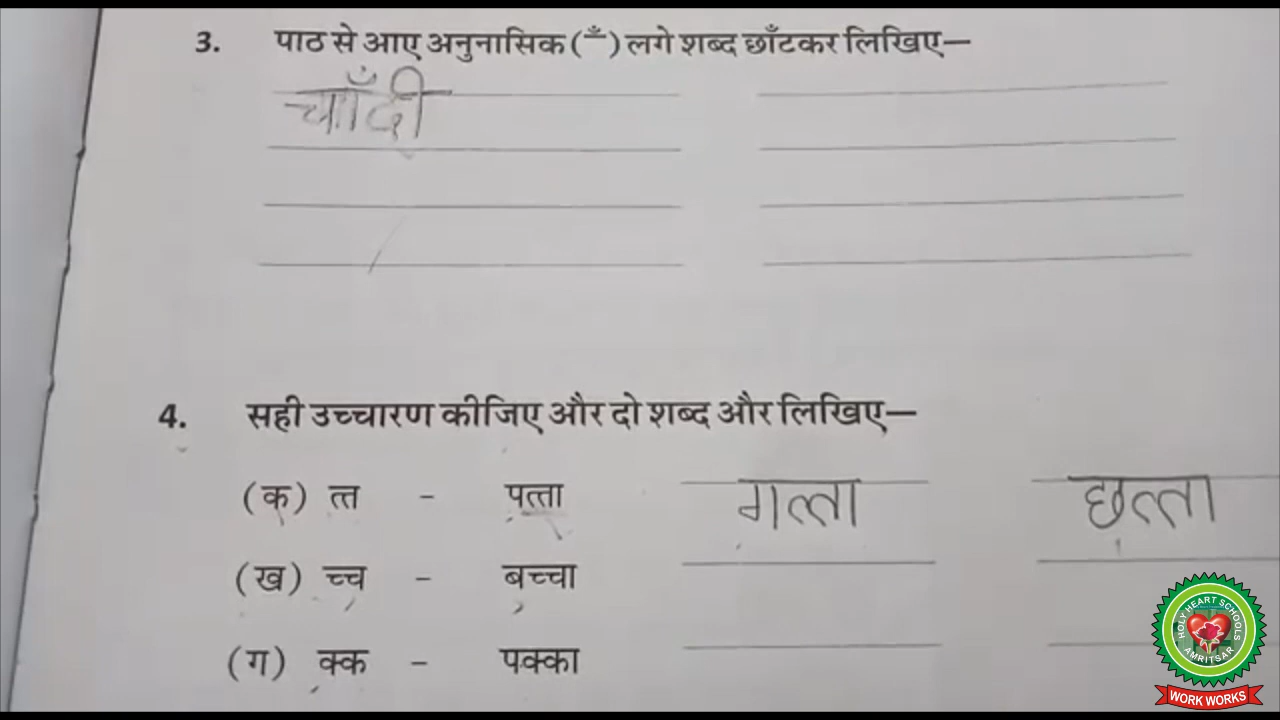 3. पाठ से आए अनुनासिक (ँ) लगे शब्द छाँटकर लिखिए—
चाँदी
4. सही उच्चारण कीजिए और दो शब्द और लिखिए—
(क) त्त - पत्ता गत्ता छत्ता
(ख) च्च - बच्चा
(ग) क्क - पक्का
HOLY HEART SCHOOLS
AMRITSAR
WORK WORKS